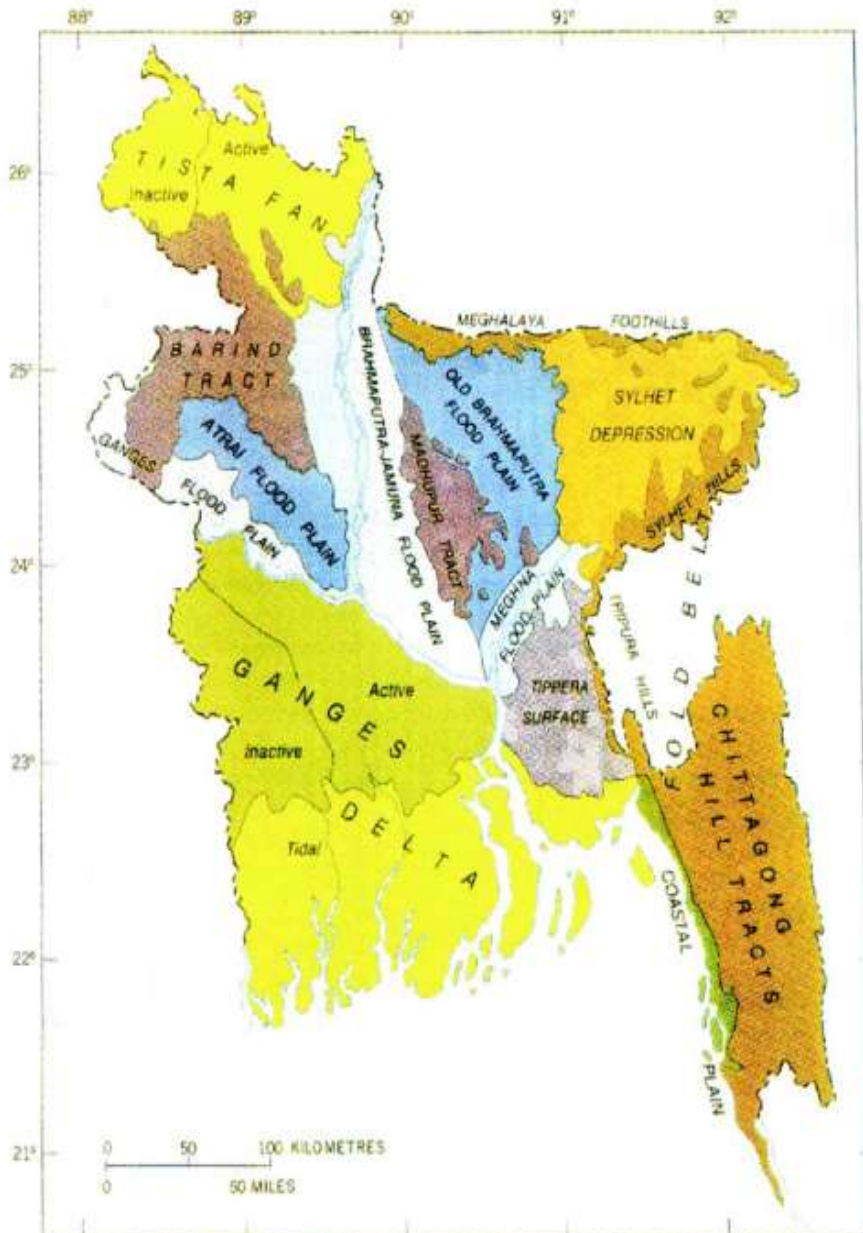 88° 89° 90° 91° 92°
26°
25°
24°
23°
22°
21°
TISTA FAN
Active
Inactive
MEGHALAYA FOOTHILLS
BARIND
TRACT
BRAHMAPUTRA-JAMUNA FLOOD PLAIN
OLD BRAHMAPUTRA
FLOOD PLAIN
SYLHET
DEPRESSION
GANGES
FLOOD PLAIN
ATRAI FLOOD PLAIN
MADHUPUR
TRACT
SYLHET HILLS
MEGHNA
FLOOD PLAIN
TRIPURA HILLS
FOLD BELT
GANGES
DELTA
Active
Inactive
Tidal
TIPPERA
SURFACE
CHITTAGONG
HILL TRACTS
COASTAL
PLAIN
0 50 100 KILOMETRES
0 50 MILES